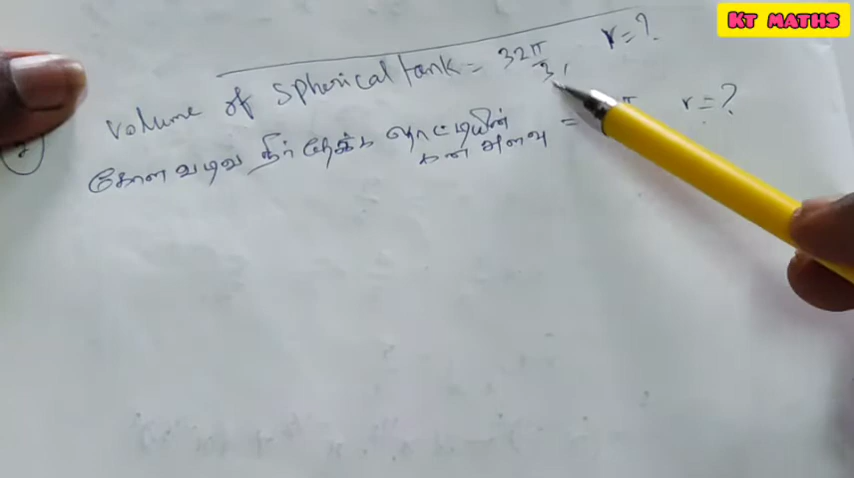 KT MATHS
Volume of Spherical tank = 32π/3, r=?
கோள வடிவ நீர் தேக்க தொட்டியின்
கன அளவு = π r=?